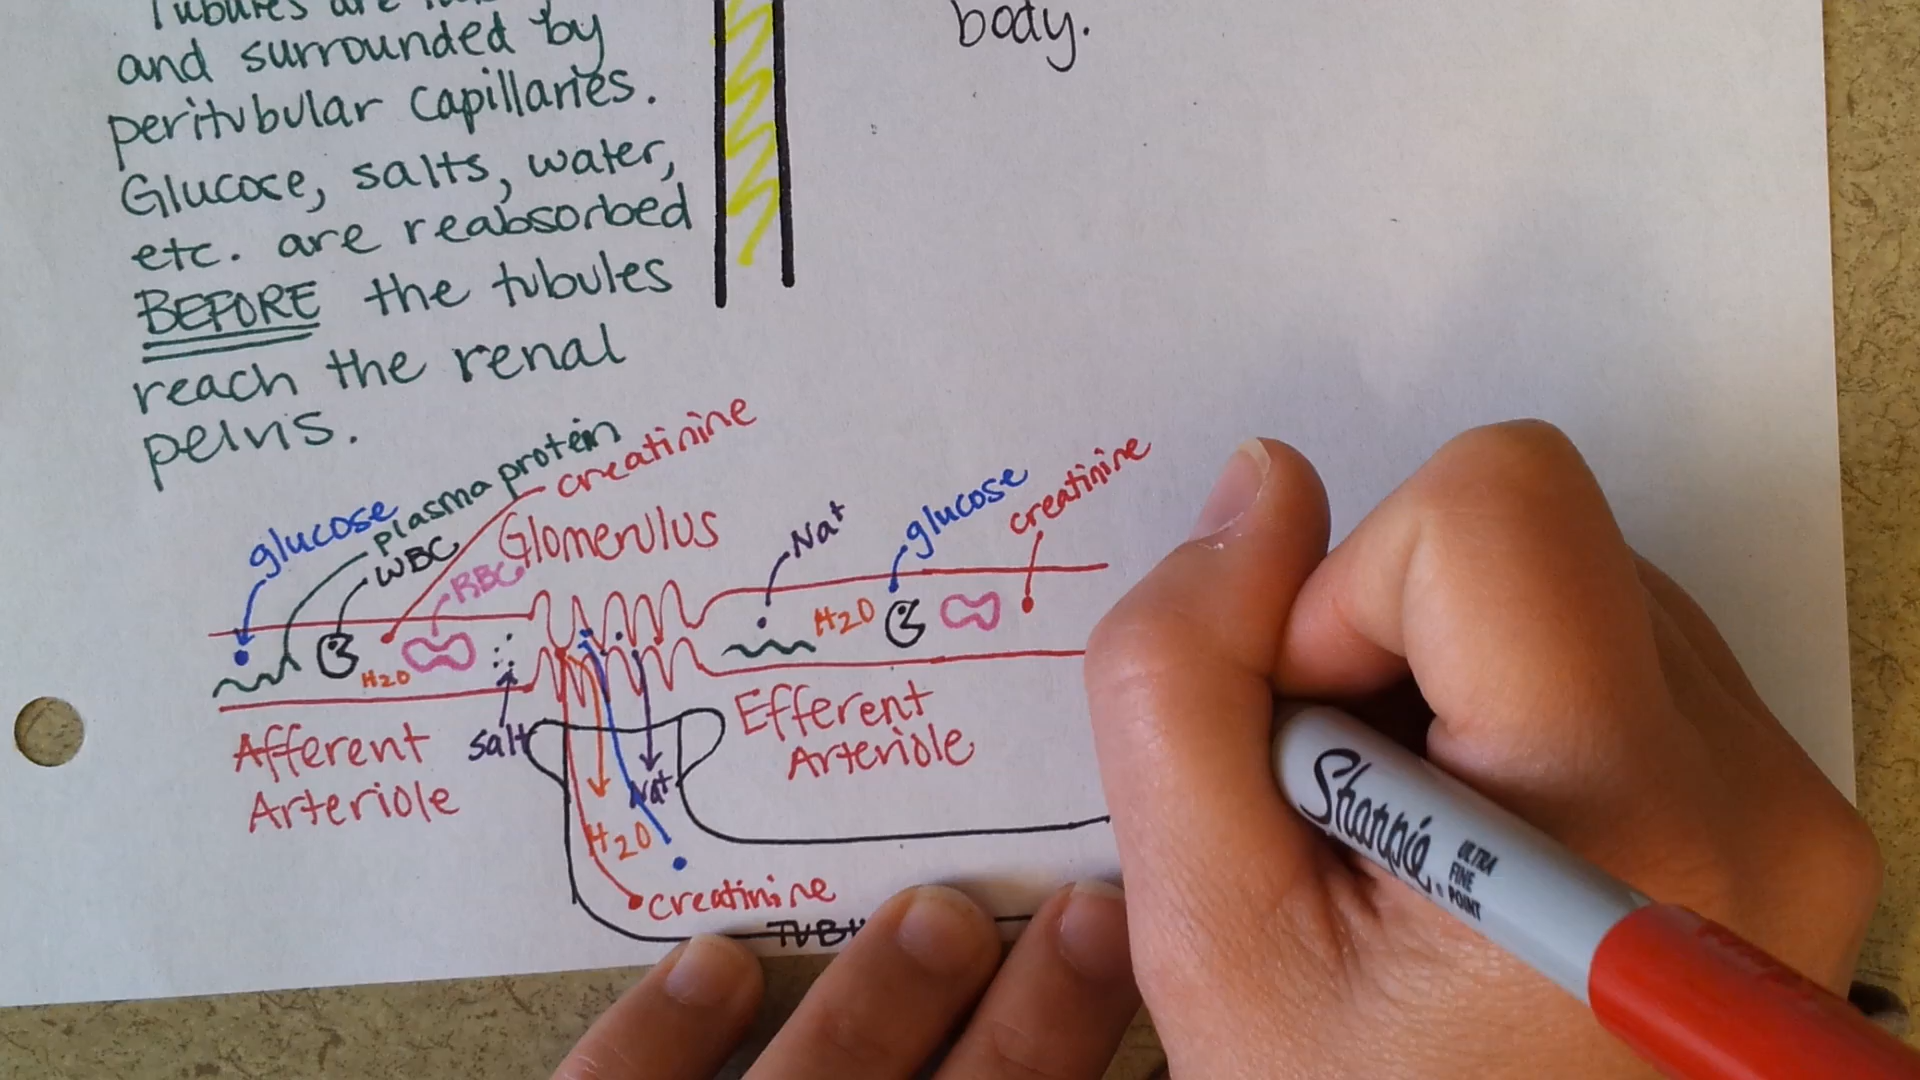 Tubules are
and surrounded by
peritubular capillaries.
Glucose, salts, water,
etc. are reabsorbed
BEFORE the tubules
reach the renal
pelvis.
body.
glucose
plasma protein
creatinine
WBC
RBC
Glomerulus
H2O
salt
Afferent
Arteriole
Na+
glucose
creatinine
H2O
Efferent
Arteriole
Na+
H2O
creatinine
Sharpie
ULTRA
FINE
POINT